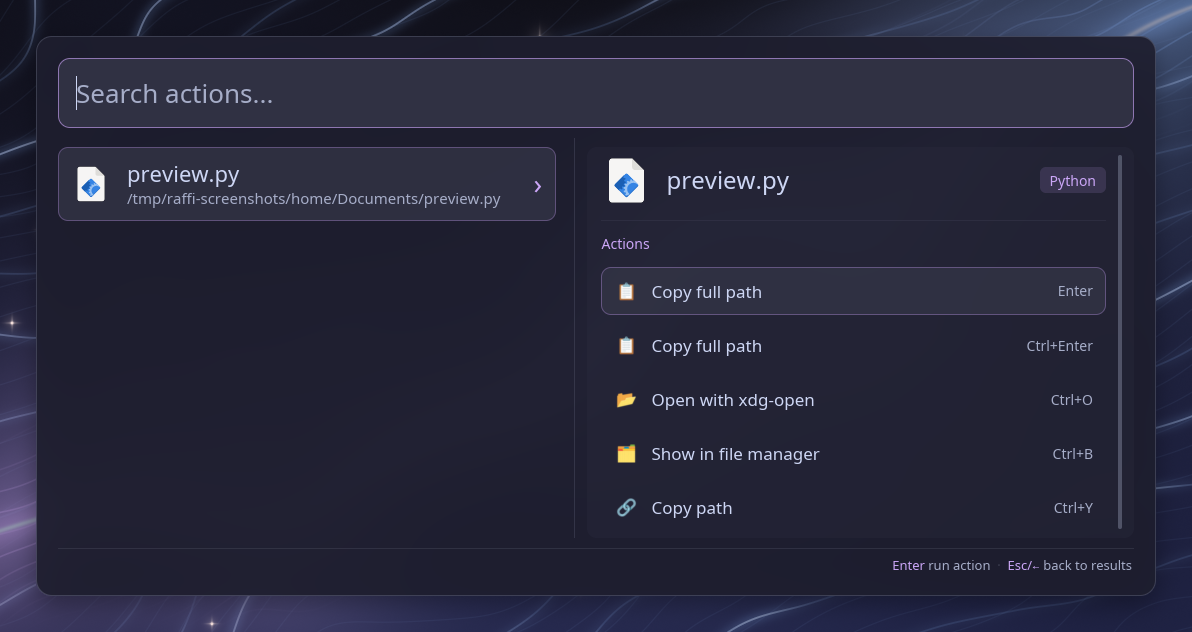 Search actions...
preview.py
/tmp/raffi-screenshots/home/Documents/preview.py
preview.py
Python
Actions
Copy full path Enter
Copy full path Ctrl+Enter
Open with xdg-open Ctrl+O
Show in file manager Ctrl+B
Copy path Ctrl+Y
Enter run action · Esc/← back to results